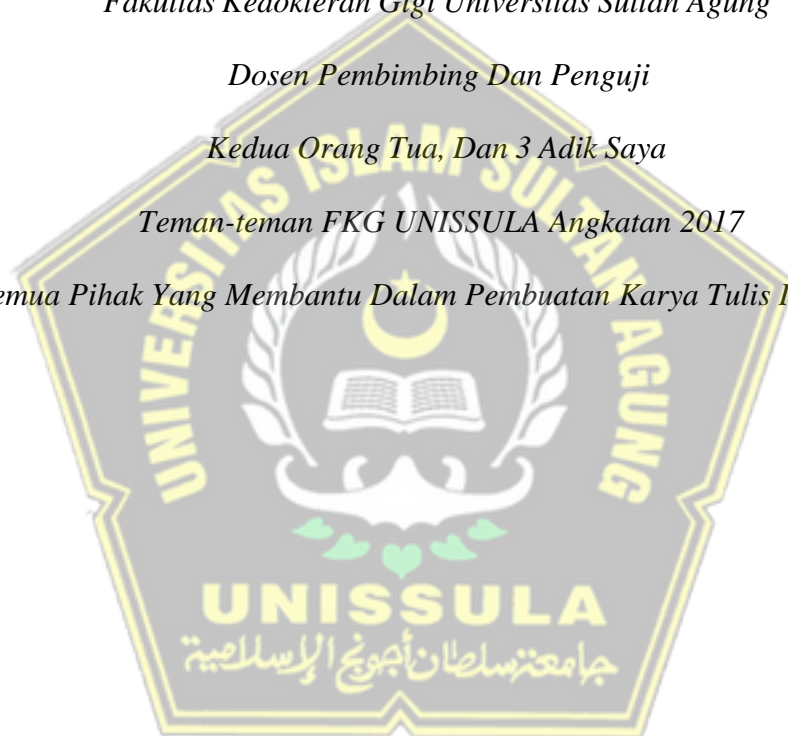 Fakultas Kedokteran Gigi Universitas Sultan Agung
Dosen Pembimbing Dan Penguji
Kedua Orang Tua, Dan 3 Adik Saya
Teman-teman FKG UNISSULA Angkatan 2017
Pihak Yang Membantu Dalam Pembuatan Karya Tulis
UNIVERSITAS ISLAM SULTAN AGUNG
UNISSULA
جامعة سلطان أجونج الإسلامية